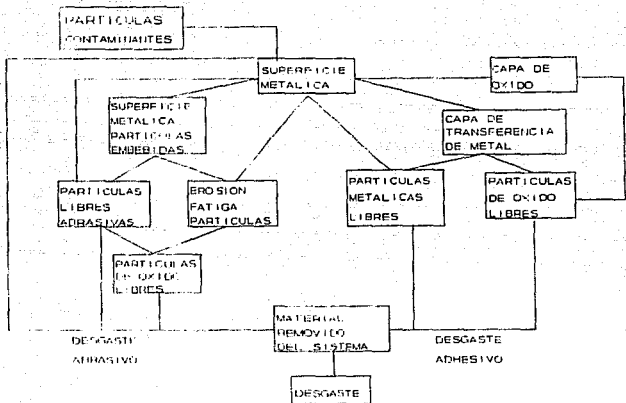 PARTICULAS
CONTAMINANTES
SUPERFICIE
METALICA
CAPA DE
OXIDO
SUPERFICIE
METALICA
PARTICULAS
EMBEBIDAS
CAPA DE
TRANSFERENCIA
DE METAL
PARTICULAS
LIBRES
ABRASIVAS
EROSION
FATIGA
PARTICULAS
PARTICULAS
METALICAS
LIBRES
PARTICULAS
DE OXIDO
LIBRES
PARTICULAS
DE OXIDO
LIBRES
MATERIAL
REMOVIDO
DEL SISTEMA
DESGASTE
ABRASIVO
DESGASTE
ADHESIVO
DESGASTE